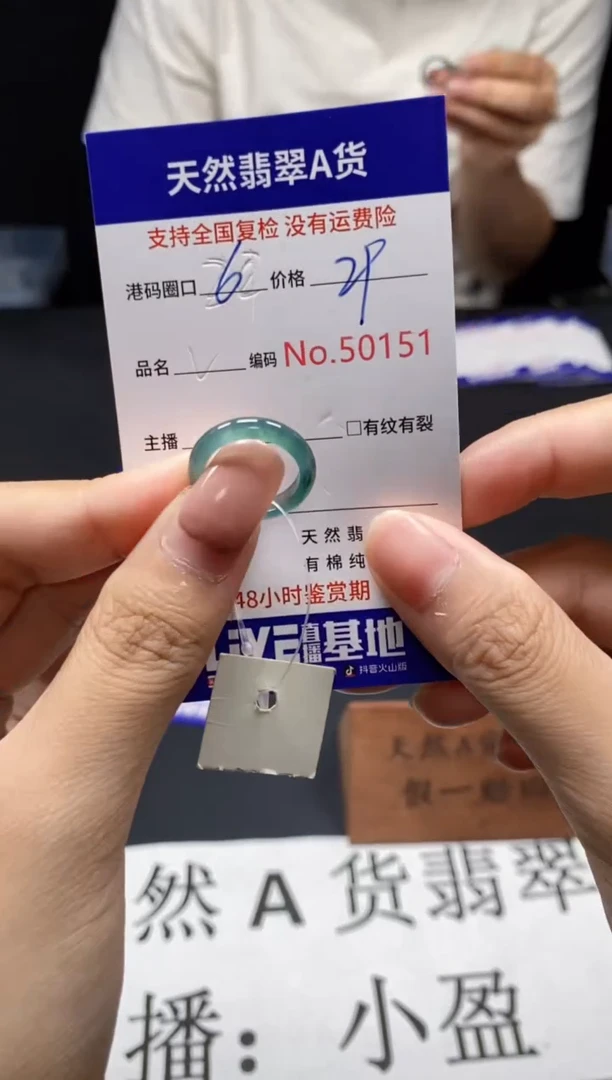 天然翡翠A货
支持全国复检 没有运费险
港码圈口 6 价格
品名 编码 No.50151
主播 □有纹有裂
天然翡
有棉纯
48小时鉴赏期
直播基地
抖音火山版
天然A货
假一赔
然A货翡翠
播：小盈